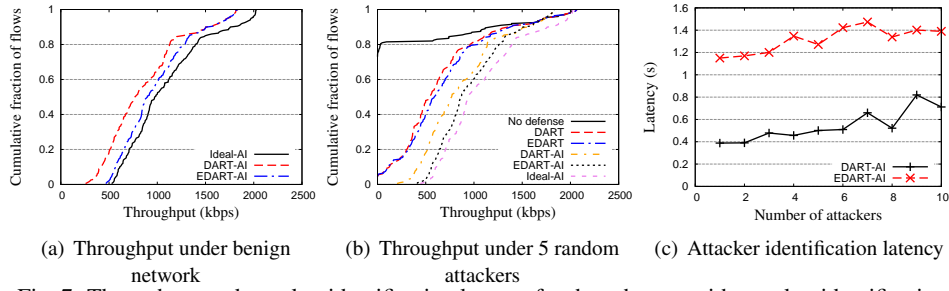 Cumulative fraction of flows
1
0.8
0.6
0.4
0.2
0
0 500 1000 1500 2000 2500
Throughput (kbps)
Ideal-AI
DART-AI
EDART-AI
(a) Throughput under benign
network
Cumulative fraction of flows
1
0.8
0.6
0.4
0.2
0
0 500 1000 1500 2000 2500
Throughput (kbps)
No defense
DART
EDART
DART-AI
EDART-AI
Ideal-AI
(b) Throughput under 5 random
attackers
Latency (s)
1.6
1.4
1.2
1
0.8
0.6
0.4
0.2
0
0 2 4 6 8 10
Number of attackers
DART-AI
EDART-AI
(c) Attacker identification latency
Fig. 7. Throughput